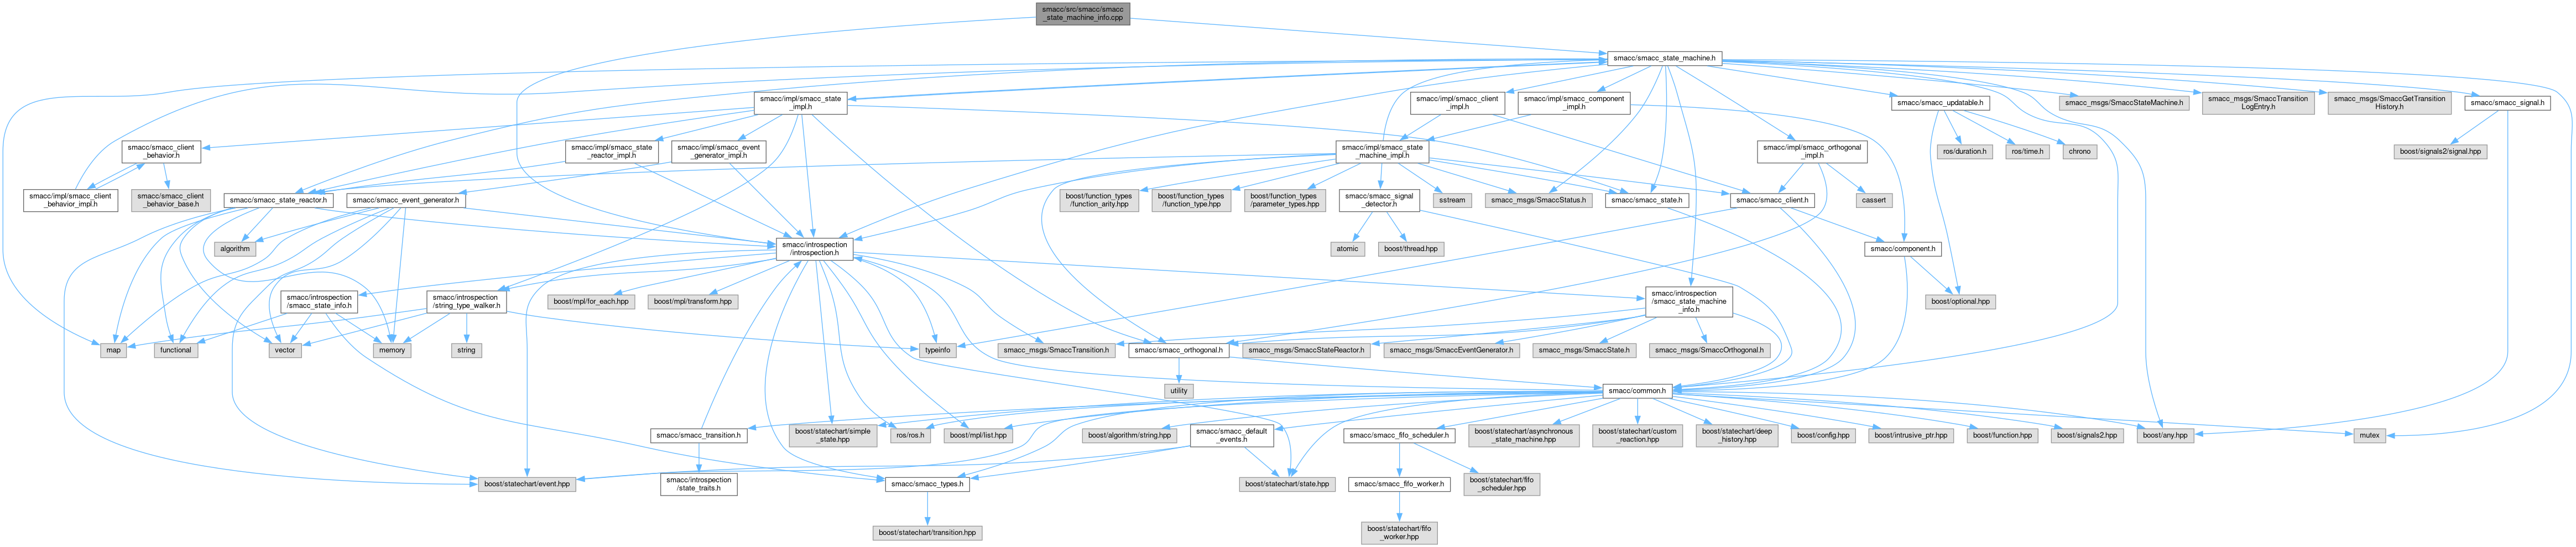 smacc/src/smacc/smacc
_state_machine_info.cpp
smacc/smacc_state_machine.h
smacc/impl/smacc_state
_impl.h
smacc/impl/smacc_client
_impl.h
smacc/impl/smacc_component
_impl.h
smacc/smacc_updatable.h
smacc_msgs/SmaccStateMachine.h
smacc_msgs/SmaccTransition
LogEntry.h
smacc_msgs/SmaccGetTransition
History.h
smacc/smacc_signal.h
smacc/smacc_client
_behavior.h
smacc/impl/smacc_state
_reactor_impl.h
smacc/impl/smacc_event
_generator_impl.h
smacc/impl/smacc_state
_machine_impl.h
smacc/impl/smacc_orthogonal
_impl.h
ros/duration.h
ros/time.h
chrono
boost/signals2/signal.hpp
smacc/impl/smacc_client
_behavior_impl.h
smacc/smacc_client
_behavior_base.h
smacc/smacc_state_reactor.h
smacc/smacc_event_generator.h
boost/function_types
/function_arity.hpp
boost/function_types
/function_type.hpp
boost/function_types
/parameter_types.hpp
smacc/smacc_signal
_detector.h
sstream
smacc_msgs/SmaccStatus.h
smacc/smacc_state.h
smacc/smacc_client.h
cassert
algorithm
smacc/introspection
/introspection.h
atomic
boost/thread.hpp
smacc/component.h
smacc/introspection
/smacc_state_info.h
smacc/introspection
/string_type_walker.h
boost/mpl/for_each.hpp
boost/mpl/transform.hpp
smacc/introspection
/smacc_state_machine
_info.h
boost/optional.hpp
map
functional
vector
memory
string
typeinfo
smacc_msgs/SmaccTransition.h
smacc/smacc_orthogonal.h
smacc_msgs/SmaccStateReactor.h
smacc_msgs/SmaccEventGenerator.h
smacc_msgs/SmaccState.h
smacc_msgs/SmaccOrthogonal.h
utility
smacc/common.h
smacc/smacc_transition.h
boost/statechart/simple
_state.hpp
ros/ros.h
boost/mpl/list.hpp
boost/algorithm/string.hpp
smacc/smacc_default
_events.h
smacc/smacc_fifo_scheduler.h
boost/statechart/asynchronous
_state_machine.hpp
boost/statechart/custom
_reaction.hpp
boost/statechart/deep
_history.hpp
boost/config.hpp
boost/intrusive_ptr.hpp
boost/function.hpp
boost/signals2.hpp
boost/any.hpp
mutex
boost/statechart/event.hpp
smacc/introspection
/state_traits.h
smacc/smacc_types.h
boost/statechart/state.hpp
smacc/smacc_fifo_worker.h
boost/statechart/fifo
_scheduler.hpp
boost/statechart/transition.hpp
boost/statechart/fifo
_worker.hpp